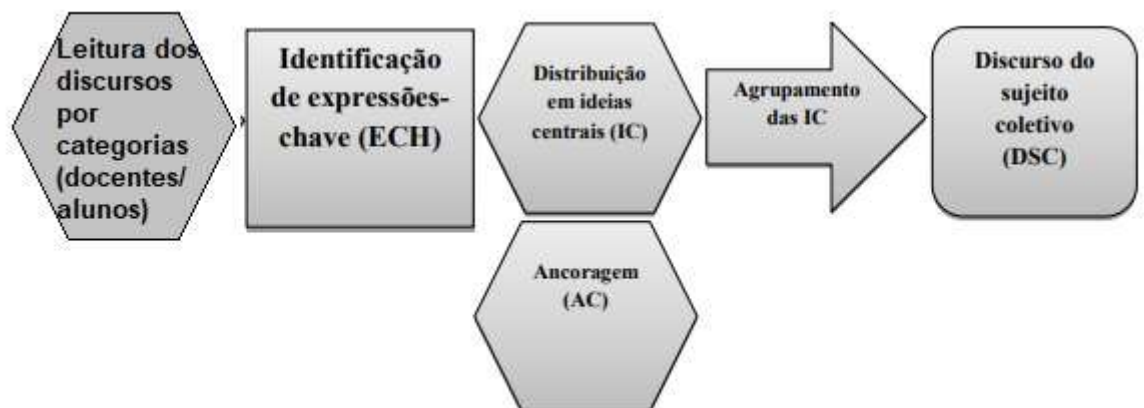 Leitura dos
discursos
por
categorias
(docentes/
alunos)
Identificação
de expressões-
chave (ECH)
Distribuição
em ideias
centrais (IC)
Agrupamento
das IC
Discurso do
sujeito
coletivo
(DSC)
Ancoragem
(AC)